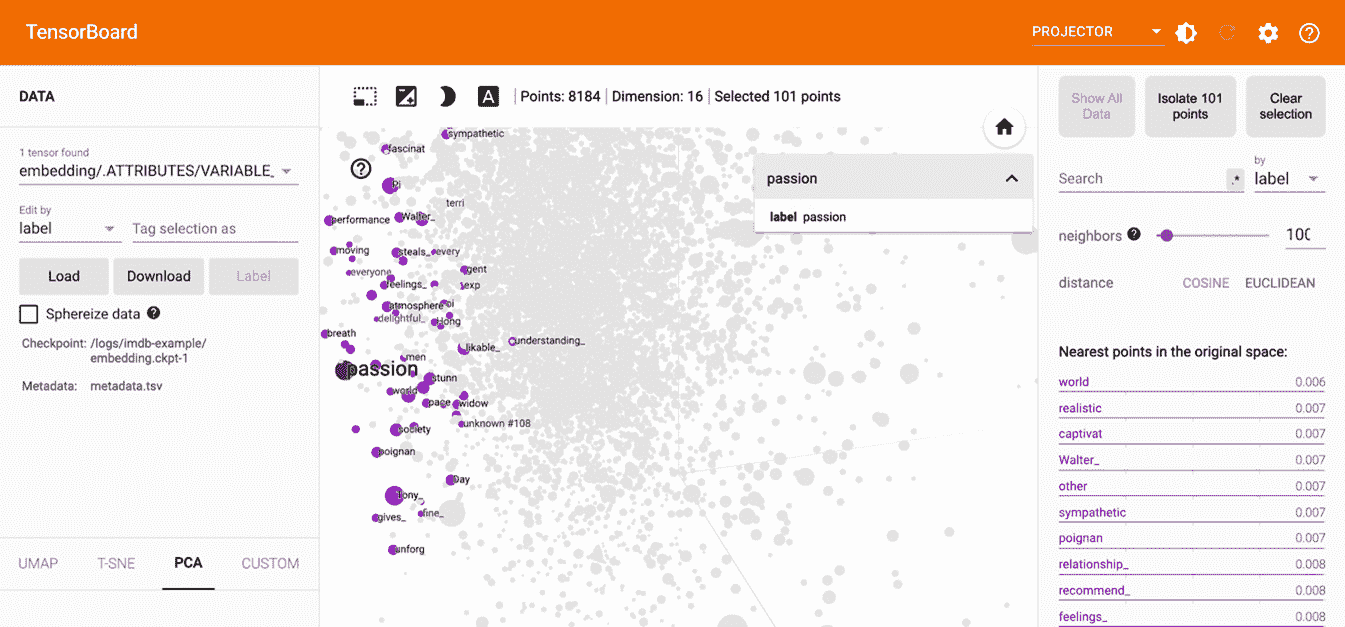 TensorBoard
PROJECTOR
DATA
1 tensor found
embedding/.ATTRIBUTES/VARIABLE_
Edit by
label
Tag selection as
Load
Download
Label
Sphereize data
Checkpoint: /logs/imdb-example/
embedding.ckpt-1
Metadata: metadata.tsv
UMAP
T-SNE
PCA
CUSTOM
A
Points: 8184 | Dimension: 16 | Selected 101 points
sympathetic
fascinat
Pi
terri
performance
Walter_
moving
steals_
every
everyone
gent
feelings_
exp
atmosphere
oi
delightful_
Hong
breath
likable_
understanding_
men
passion
stunn
world
pace
widow
society
unknown #108
poignan
Day
Tony_
gives_
fine_
unforg
passion
label passion
Show All
Data
Isolate 101
points
Clear
selection
Search
.*
by
label
neighbors
100
distance
COSINE
EUCLIDEAN
Nearest points in the original space:
world 0.006
realistic 0.007
captivat 0.007
Walter_ 0.007
other 0.007
sympathetic 0.007
poignan 0.007
relationship_ 0.008
recommend_ 0.008
feelings_ 0.008